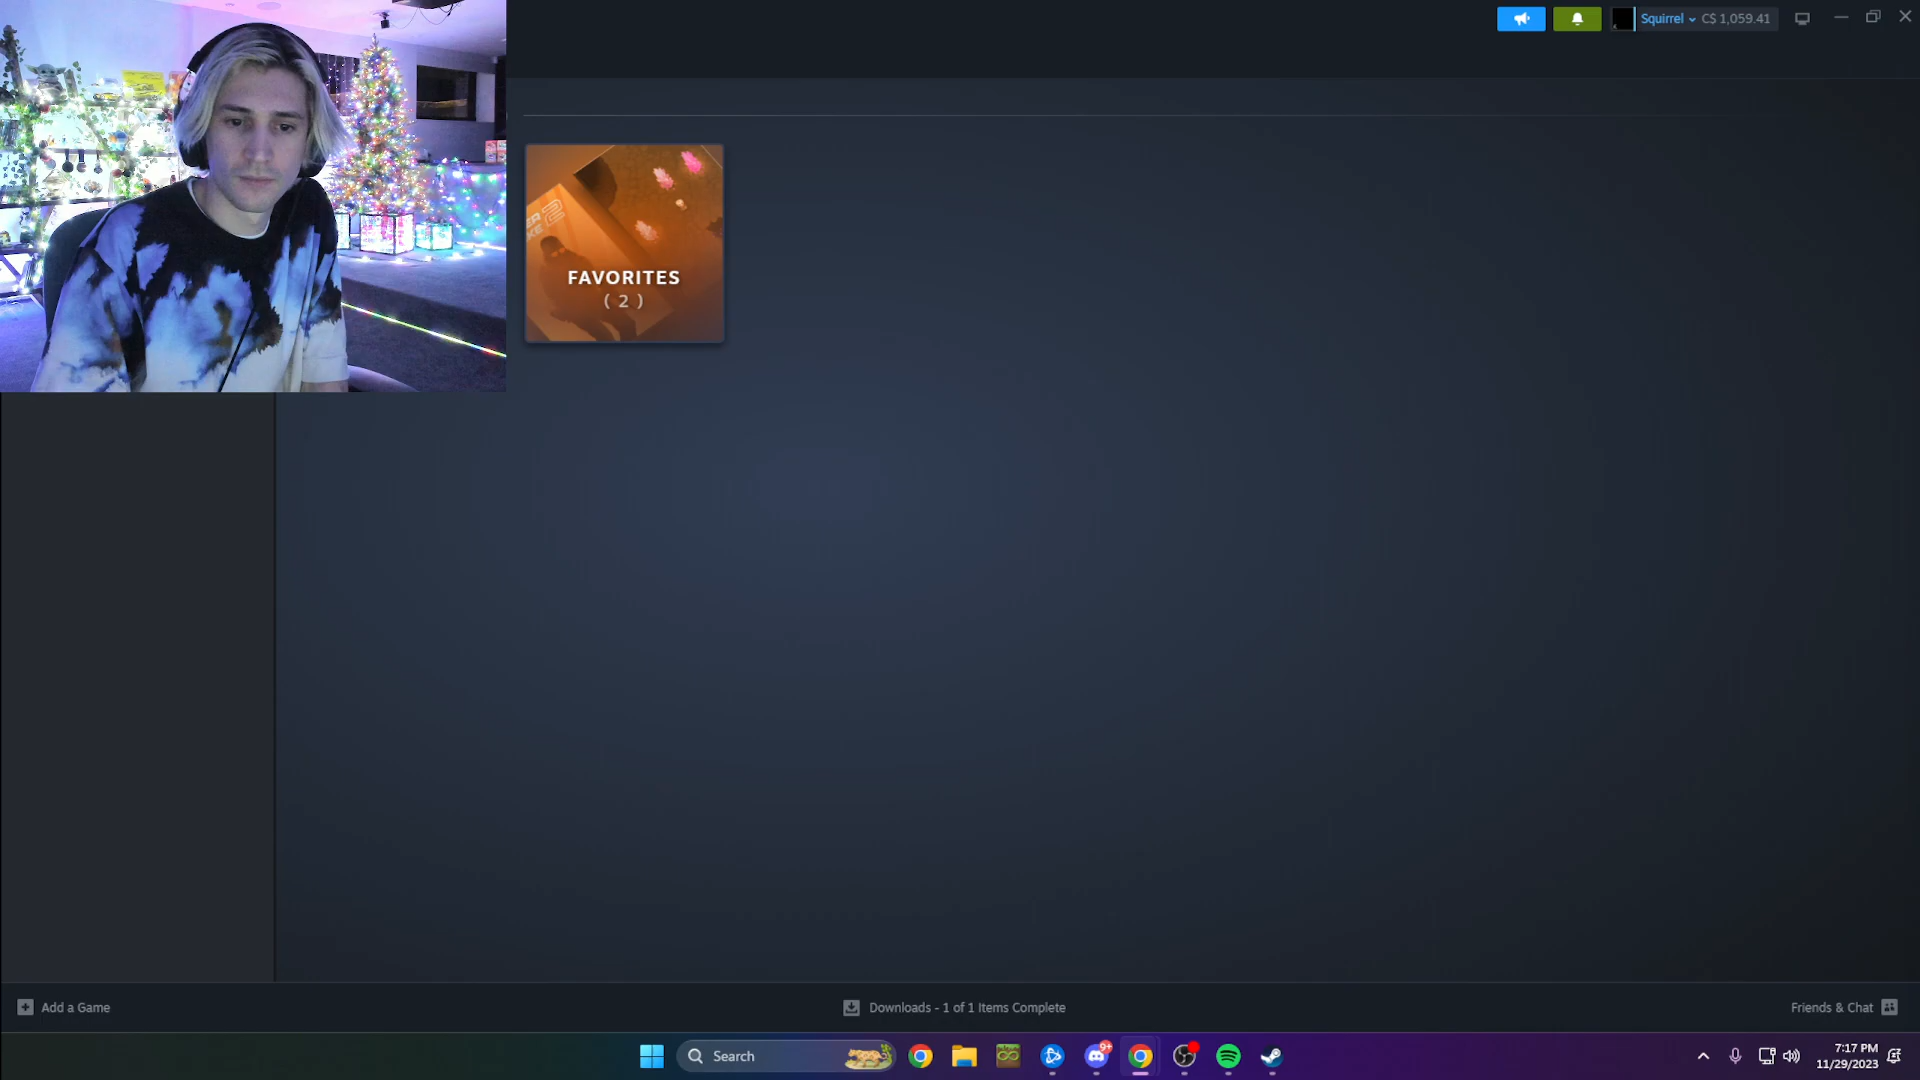 Squirrel C$ 1,059.41
FAVORITES
( 2 )
Add a Game
Downloads - 1 of 1 Items Complete
Friends & Chat
Search
9+
7:17 PM
11/29/2023